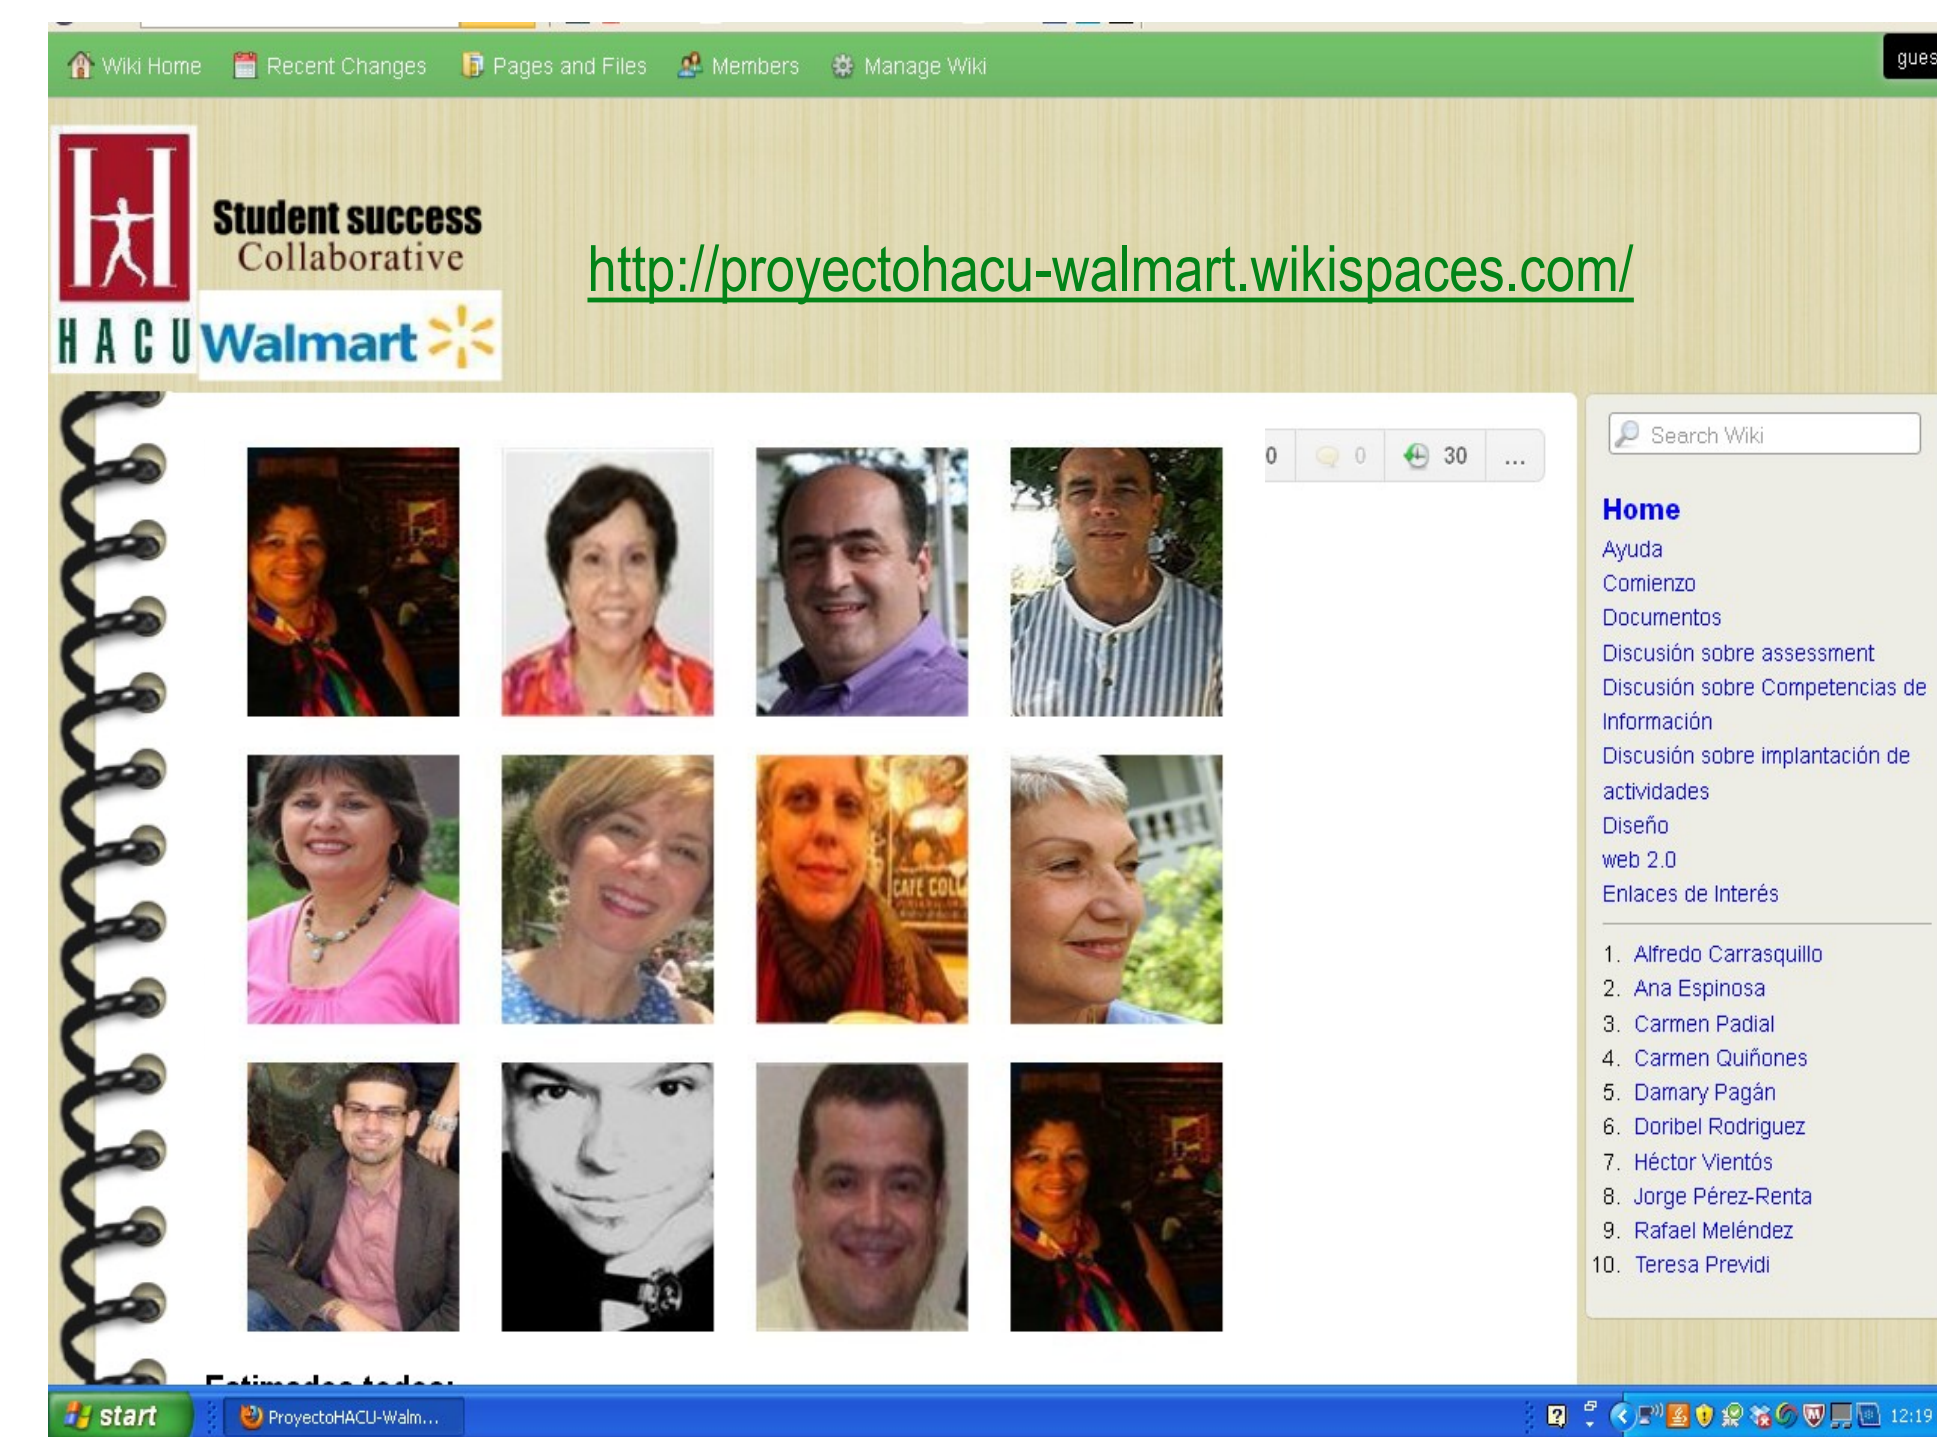 Wiki Home Recent Changes Pages and Files Members Manage Wiki
Student success
Collaborative
http://proyectohacu-walmart.wikispaces.com/
HACU
Walmart
0 0 30 ...
Search Wiki
Home
Ayuda
Comienzo
Documentos
Discusión sobre assessment
Discusión sobre Competencias de
Información
Discusión sobre implantación de
actividades
Diseño
web 2.0
Enlaces de Interés
1. Alfredo Carrasquillo
2. Ana Espinosa
3. Carmen Padial
4. Carmen Quiñones
5. Damary Pagán
6. Doribel Rodriguez
7. Héctor Vientós
8. Jorge Pérez-Renta
9. Rafael Meléndez
10. Teresa Previdi
start ProyectoHACU-Walm... 12:19